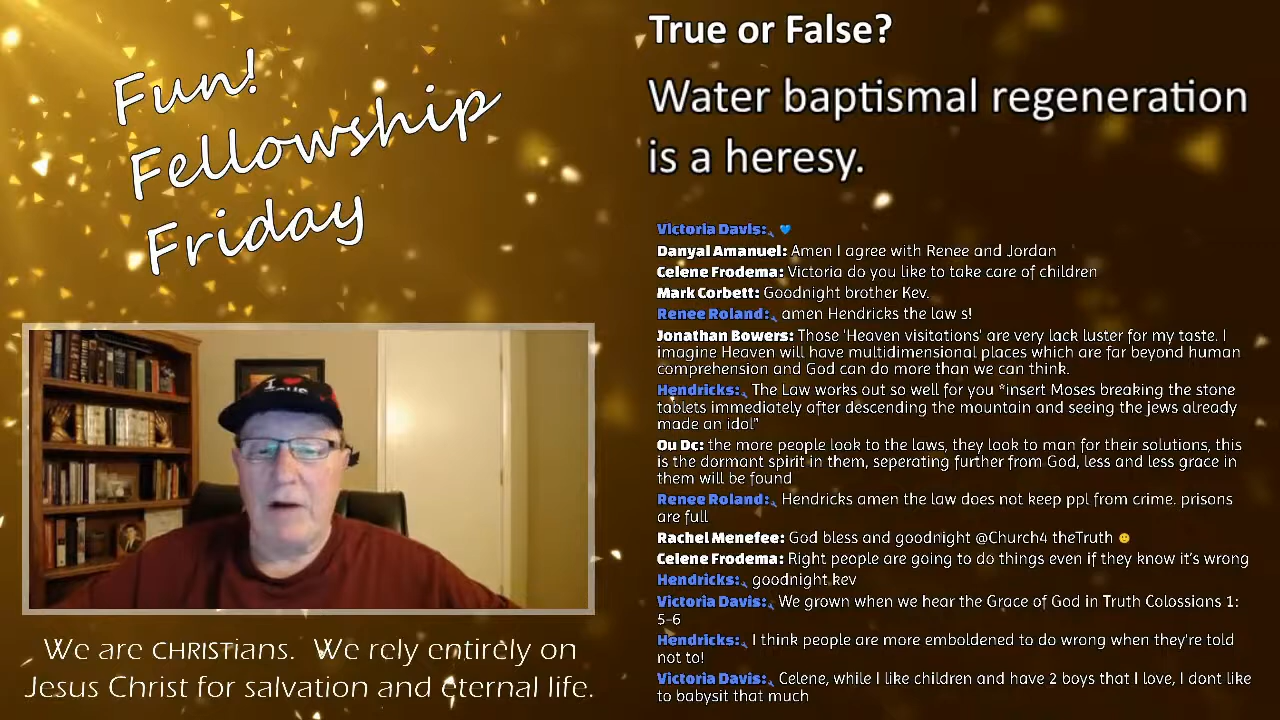 Fun!
Fellowship
Friday
True or False?
Water baptismal regeneration
is a heresy.
Victoria Davis: 💙
Danyal Amanuel: Amen I agree with Renee and Jordan
Celene Frodema: Victoria do you like to take care of children
Mark Corbett: Goodnight brother Kev.
Renee Roland: amen Hendricks the law s!
Jonathan Bowers: Those 'Heaven visitations' are very lack luster for my taste. I
imagine Heaven will have multidimensional places which are far beyond human
comprehension and God can do more than we can think.
Hendricks: The Law works out so well for you *insert Moses breaking the stone
tablets immediately after descending the mountain and seeing the jews already
made an idol"
Ou Dc: the more people look to the laws, they look to man for their solutions, this
is the dormant spirit in them, seperating further from God, less and less grace in
them will be found
Renee Roland: Hendricks amen the law does not keep ppl from crime. prisons
are full
Rachel Menefee: God bless and goodnight @Church4 theTruth 🙂
Celene Frodema: Right people are going to do things even if they know it's wrong
Hendricks: goodnight kev
Victoria Davis: We grown when we hear the Grace of God in Truth Colossians 1:
5-6
Hendricks: I think people are more emboldened to do wrong when they're told
not to!
Victoria Davis: Celene, while I like children and have 2 boys that I love, I dont like
to babysit that much
I ❤ Jesus
We are CHRISTians. We rely entirely on
Jesus Christ for salvation and eternal life.